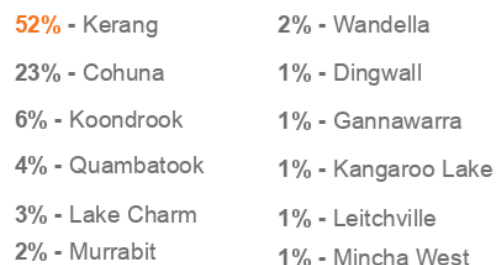 52% - Kerang
23% - Cohuna
6% - Koondrook
4% - Quambatook
3% - Lake Charm
2% - Murrabit
2% - Wandella
1% - Dingwall
1% - Gannawarra
1% - Kangaroo Lake
1% - Leitchville
1% - Mincha West